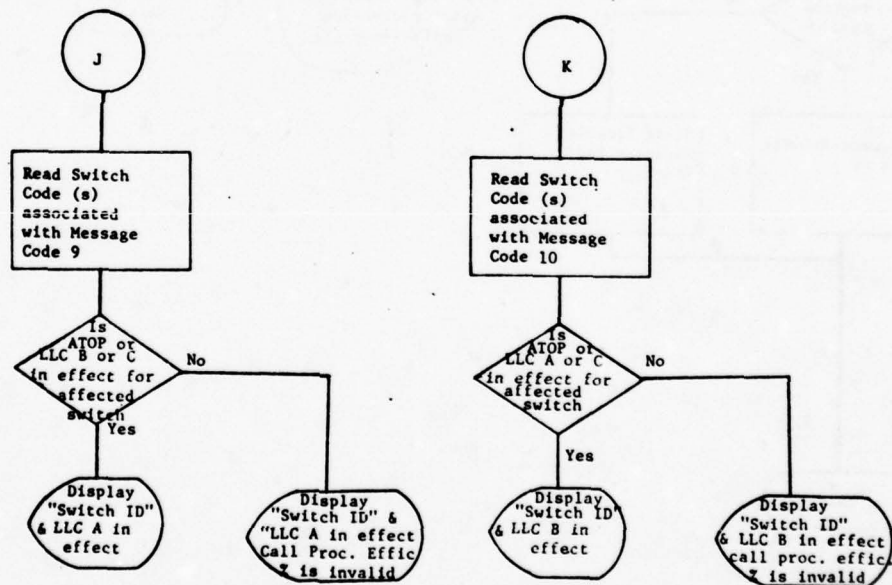 J
Read Switch
Code (s)
associated
with Message
Code 9
Is
ATOP or
LLC B or C
in effect for
affected
switch
No
Yes
Display
"Switch ID"
& LLC A in
effect
Display
"Switch ID" &
"LLC A in effect
Call Proc. Effic
% is invalid
K
Read Switch
Code (s)
associated
with Message
Code 10
Is
ATOP or
LLC A or C
in effect for
affected
switch
No
Yes
Display
"Switch ID"
& LLC B in
effect
Display
"Switch ID"
& LLC B in effect
call proc. effic
% is invalid